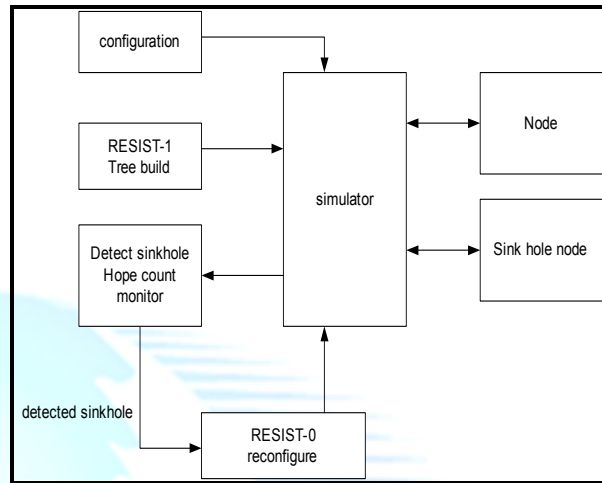 configuration
RESIST-1
Tree build
simulator
Node
Sink hole node
Detect sinkhole
Hope count
monitor
detected sinkhole
RESIST-0
reconfigure